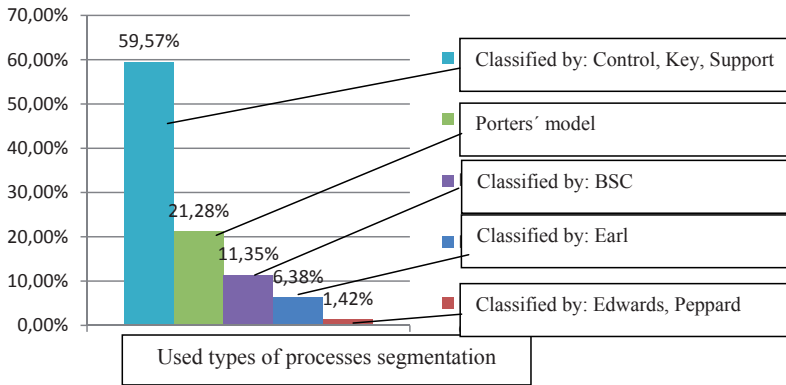 70,00%
60,00%
50,00%
40,00%
30,00%
20,00%
10,00%
0,00%
59,57%
21,28%
11,35%
6,38%
1,42%
Classified by: Control, Key, Support
Porters´ model
Classified by: BSC
Classified by: Earl
Classified by: Edwards, Peppard
Used types of processes segmentation